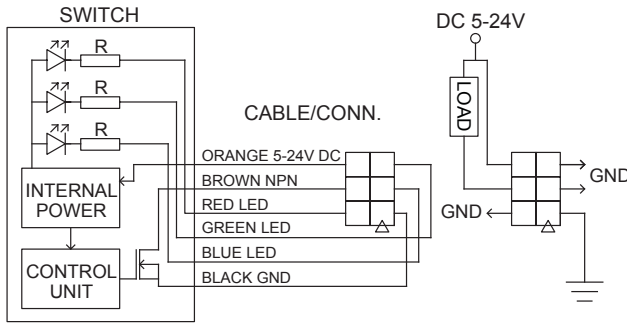 SWITCH
R
R
R
INTERNAL
POWER
CONTROL
UNIT
CABLE/CONN.
ORANGE 5-24V DC
BROWN NPN
RED LED
GREEN LED
BLUE LED
BLACK GND
DC 5-24V
LOAD
GND
GND